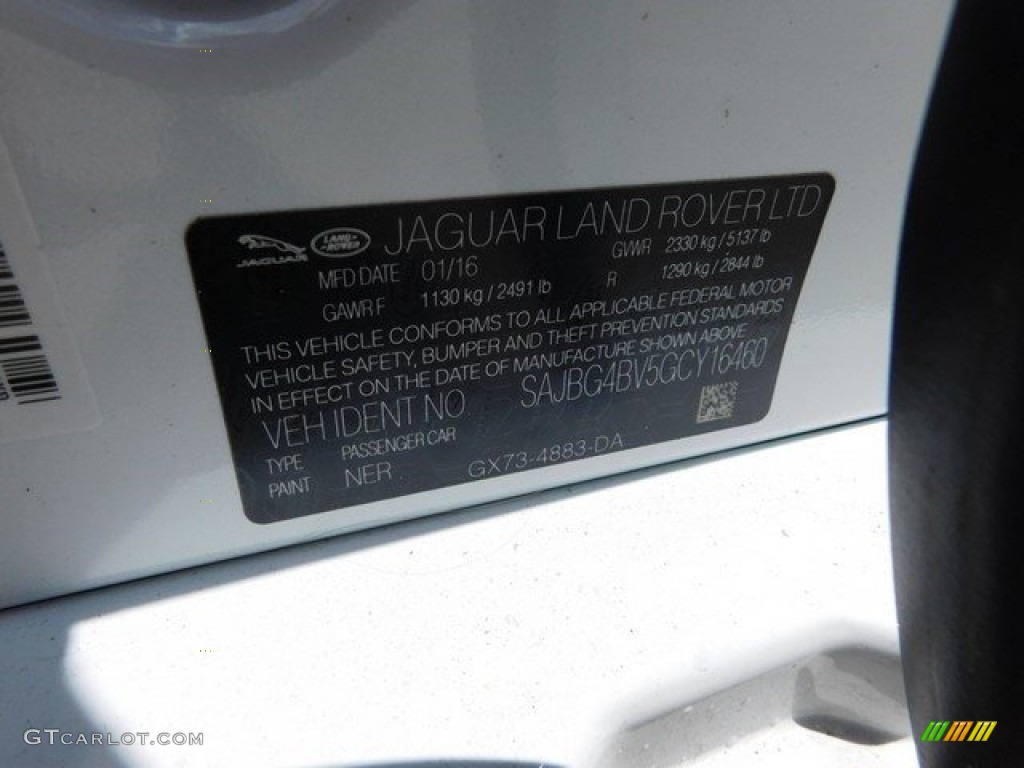 JAGUAR LAND ROVER JAGUAR LAND ROVER LTD
MFD DATE 01/16 GVWR 2330 kg / 5137 lb
GAWR F 1130 kg / 2491 lb R 1290 kg / 2844 lb
THIS VEHICLE CONFORMS TO ALL APPLICABLE FEDERAL MOTOR
VEHICLE SAFETY, BUMPER AND THEFT PREVENTION STANDARDS
IN EFFECT ON THE DATE OF MANUFACTURE SHOWN ABOVE
VEH IDENT NO SAJBG4BV5GCY16460
TYPE PASSENGER CAR
PAINT NER GX73-4883-DA
GTCARLOT.COM